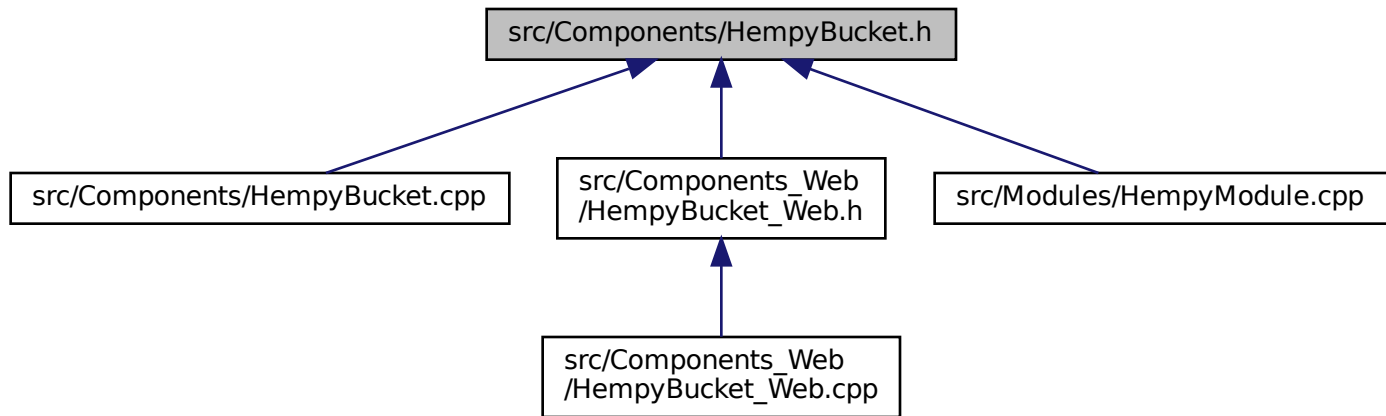 src/Components/HempyBucket.h
src/Components/HempyBucket.cpp
src/Components_Web
/HempyBucket_Web.h
src/Modules/HempyModule.cpp
src/Components_Web
/HempyBucket_Web.cpp